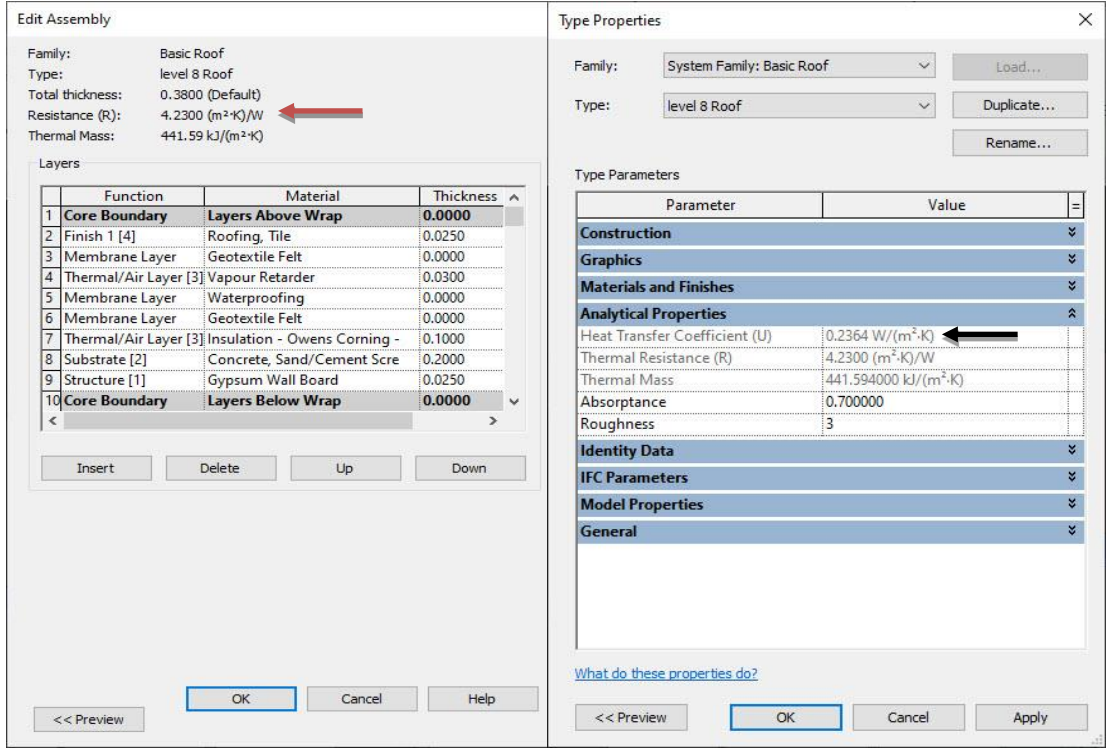 Edit Assembly
Family: Basic Roof
Type: level 8 Roof
Total thickness: 0.3800 (Default)
Resistance (R): 4.2300 (m²·K)/W
Thermal Mass: 441.59 kJ/(m²·K)
Layers
Function Material Thickness
1 Core Boundary Layers Above Wrap 0.0000
2 Finish 1 [4] Roofing, Tile 0.0250
3 Membrane Layer Geotextile Felt 0.0000
4 Thermal/Air Layer [3] Vapour Retarder 0.0300
5 Membrane Layer Waterproofing 0.0000
6 Membrane Layer Geotextile Felt 0.0000
7 Thermal/Air Layer [3] Insulation - Owens Corning - 0.1000
8 Substrate [2] Concrete, Sand/Cement Scre 0.2000
9 Structure [1] Gypsum Wall Board 0.0250
10 Core Boundary Layers Below Wrap 0.0000
Insert Delete Up Down
OK Cancel Help
<< Preview
Type Properties
Family: System Family: Basic Roof Load...
Type: level 8 Roof Duplicate...
Rename...
Type Parameters
Parameter Value =
Construction
Graphics
Materials and Finishes
Analytical Properties
Heat Transfer Coefficient (U) 0.2364 W/(m²·K)
Thermal Resistance (R) 4.2300 (m²·K)/W
Thermal Mass 441.594000 kJ/(m²·K)
Absorptance 0.700000
Roughness 3
Identity Data
IFC Parameters
Model Properties
General
What do these properties do?
<< Preview OK Cancel Apply